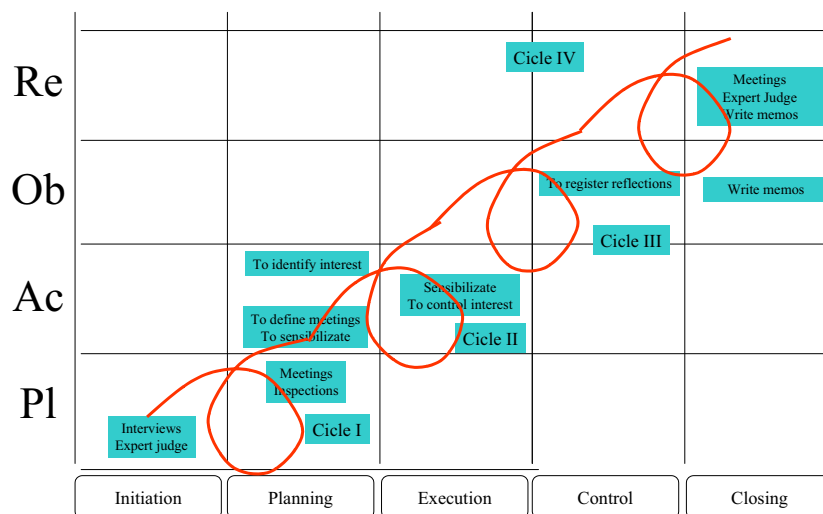 Cicle IV
Re
Meetings
Expert Judge
Write memos
Ob
To register reflections
Write memos
Cicle III
To identify interest
Ac
Sensibilizate
To control interest
To define meetings
To sensibilizate
Cicle II
Pl
Meetings
Inspections
Interviews
Expert judge
Cicle I
Initiation
Planning
Execution
Control
Closing